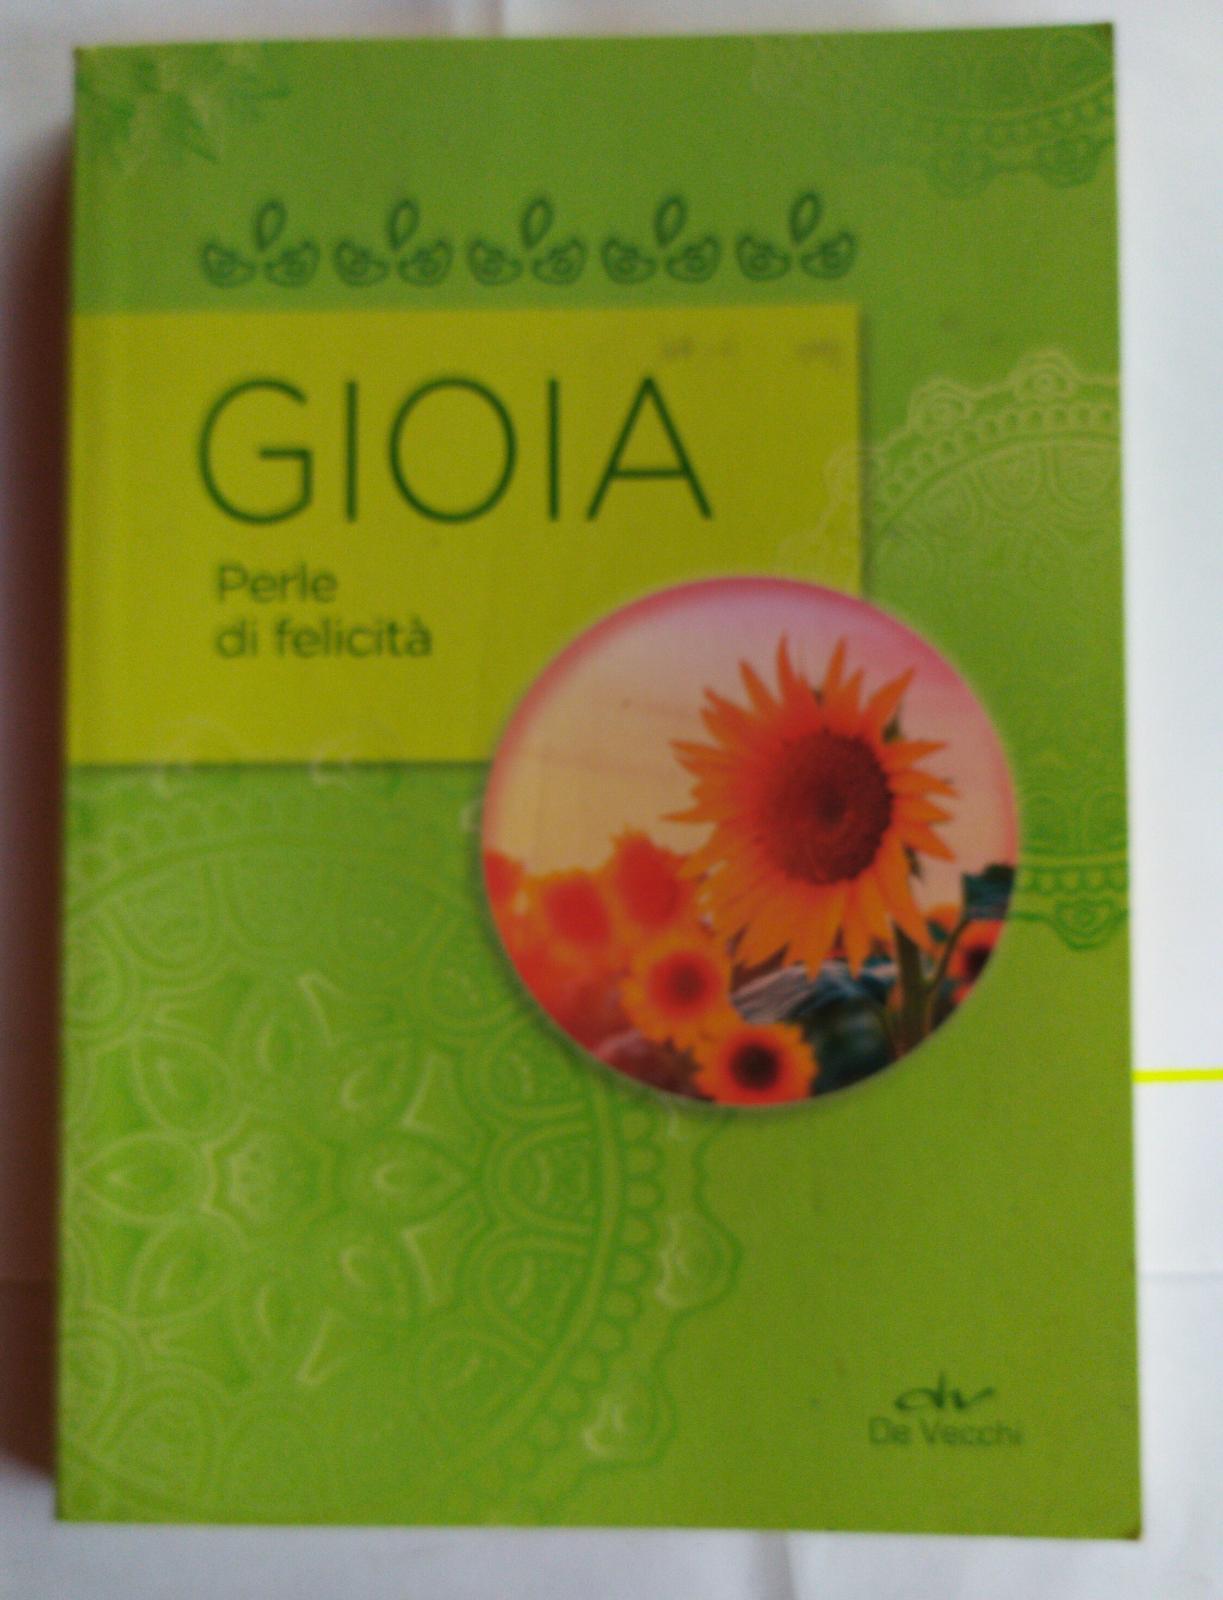 GIOIA
Perle
di felicità
dv
De Vecchi